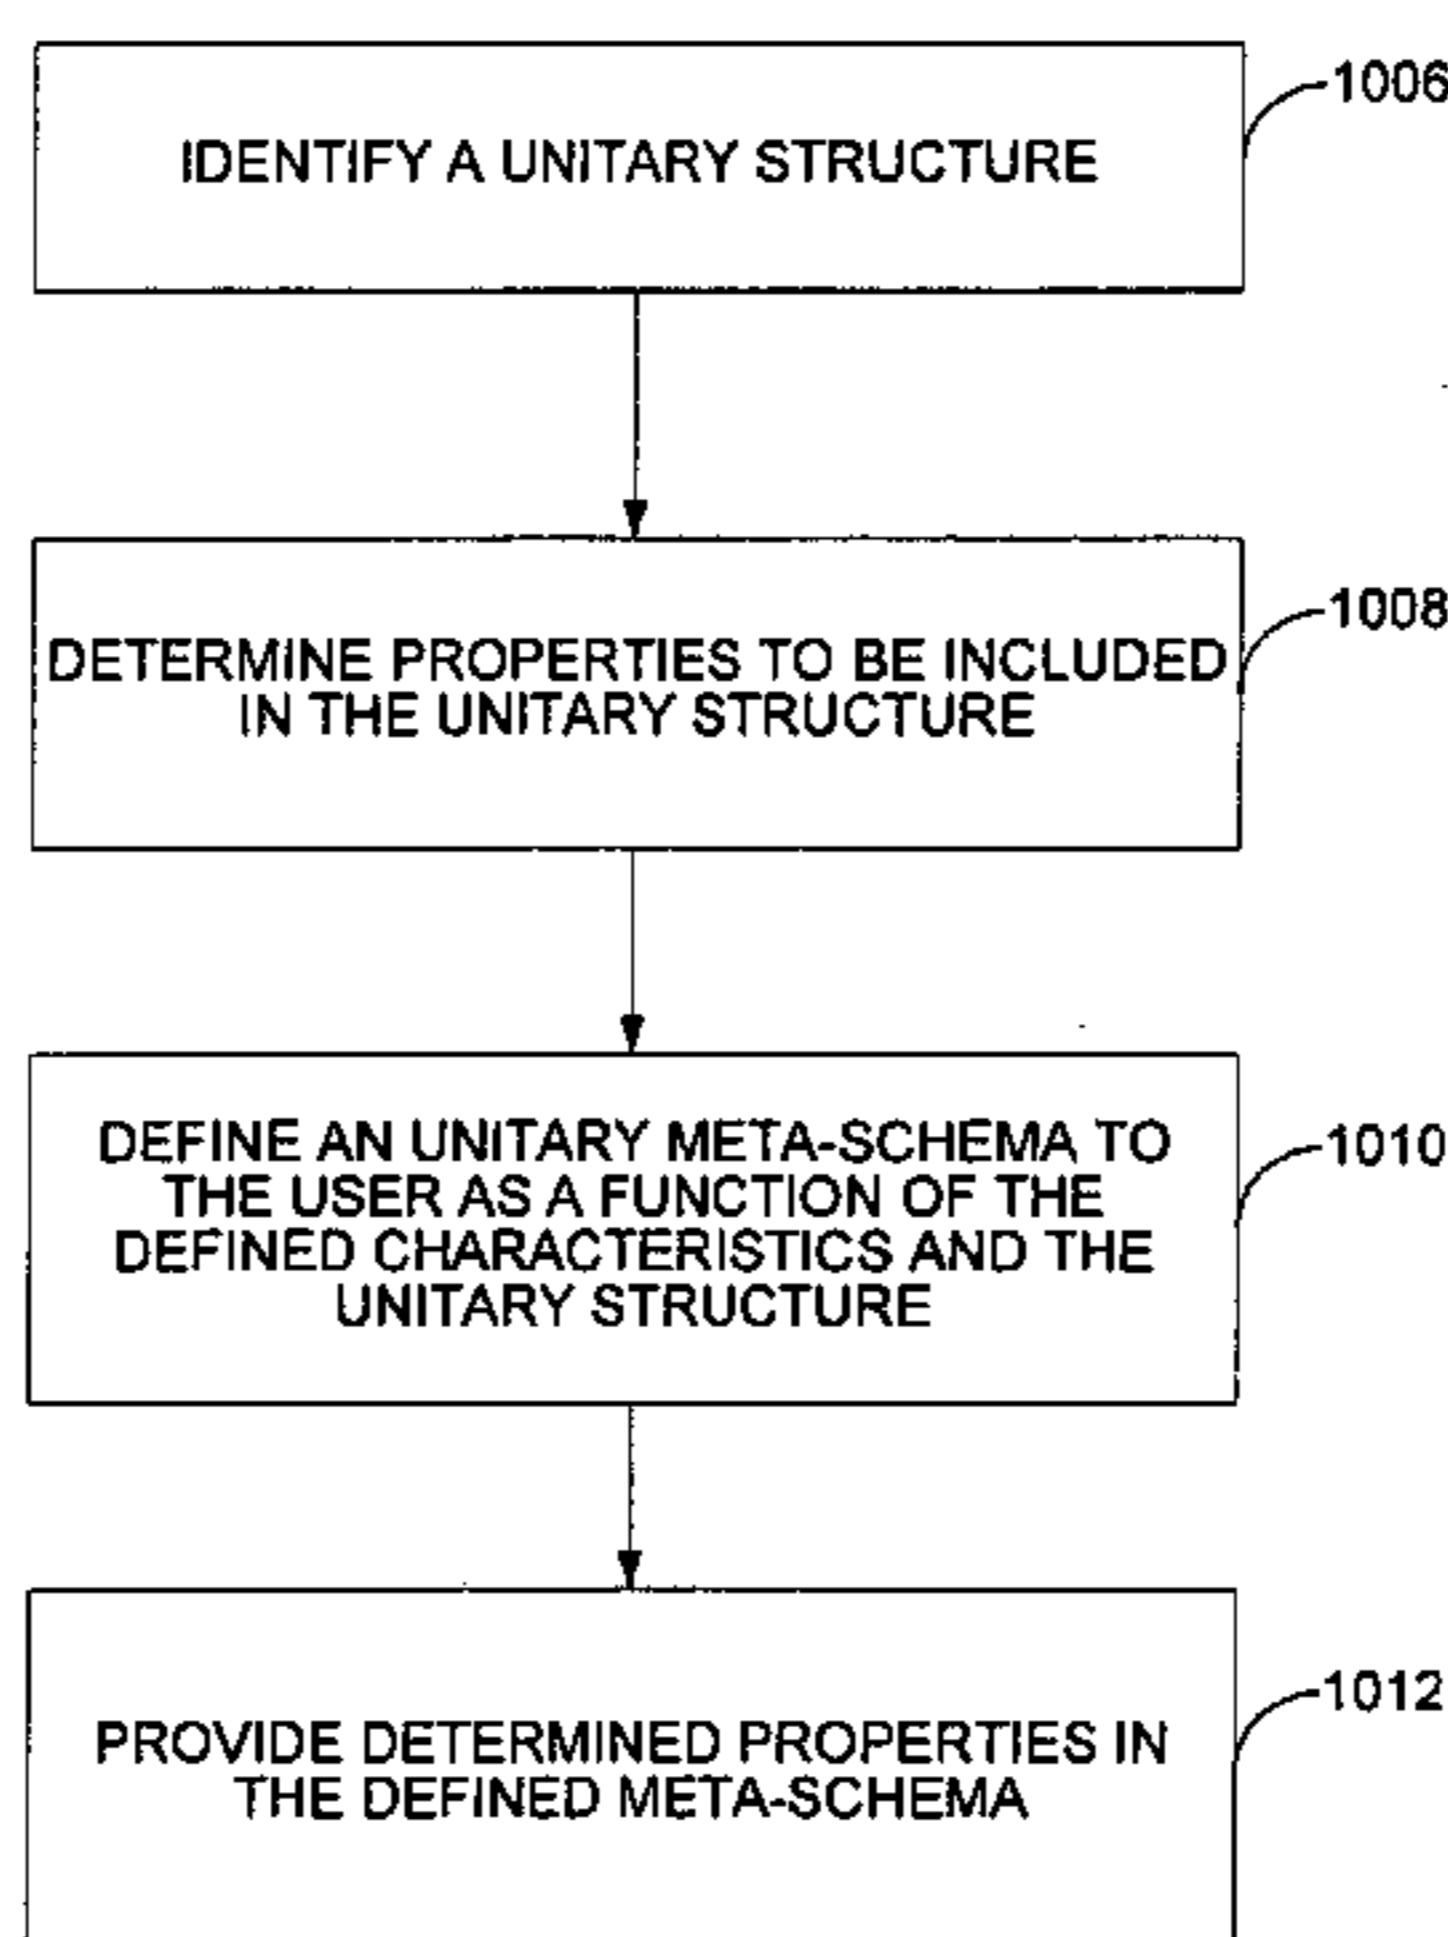 1006
IDENTIFY A UNITARY STRUCTURE
1008
DETERMINE PROPERTIES TO BE INCLUDED
IN THE UNITARY STRUCTURE
1010
DEFINE AN UNITARY META-SCHEMA TO
THE USER AS A FUNCTION OF THE
DEFINED CHARACTERISTICS AND THE
UNITARY STRUCTURE
1012
PROVIDE DETERMINED PROPERTIES IN
THE DEFINED META-SCHEMA